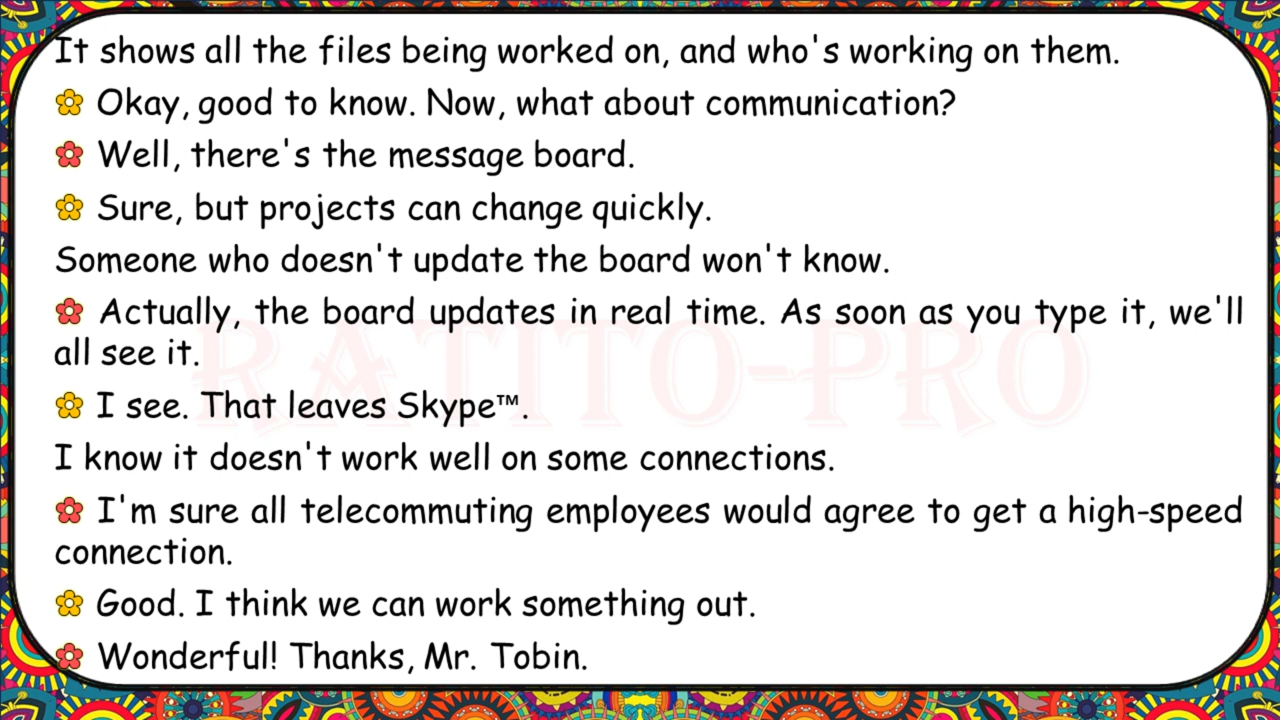 It shows all the files being worked on, and who's working on them.
Okay, good to know. Now, what about communication?
Well, there's the message board.
Sure, but projects can change quickly.
Someone who doesn't update the board won't know.
Actually, the board updates in real time. As soon as you type it, we'll
all see it.
RATITO-PRO
I see. That leaves Skype™.
I know it doesn't work well on some connections.
I'm sure all telecommuting employees would agree to get a high-speed
connection.
Good. I think we can work something out.
Wonderful! Thanks, Mr. Tobin.